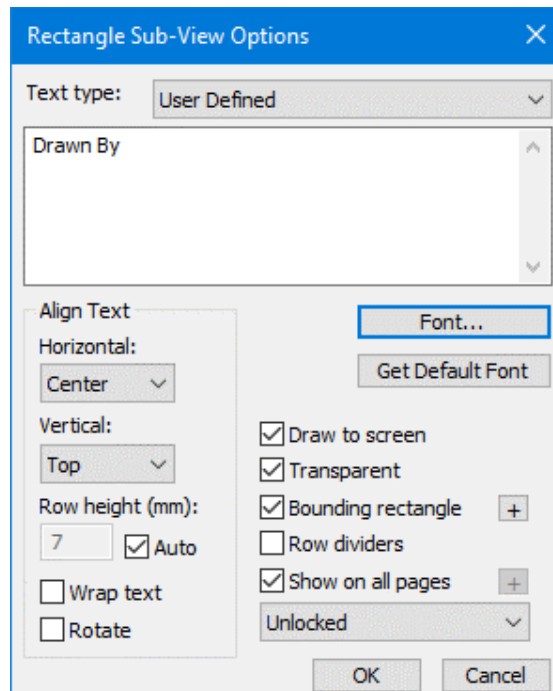 Rectangle Sub-View Options
Text type: User Defined
Drawn By
Align Text
Horizontal:
Center
Vertical:
Top
Row height (mm):
7 Auto
Wrap text
Rotate
Font...
Get Default Font
Draw to screen
Transparent
Bounding rectangle +
Row dividers
Show on all pages +
Unlocked
OK Cancel